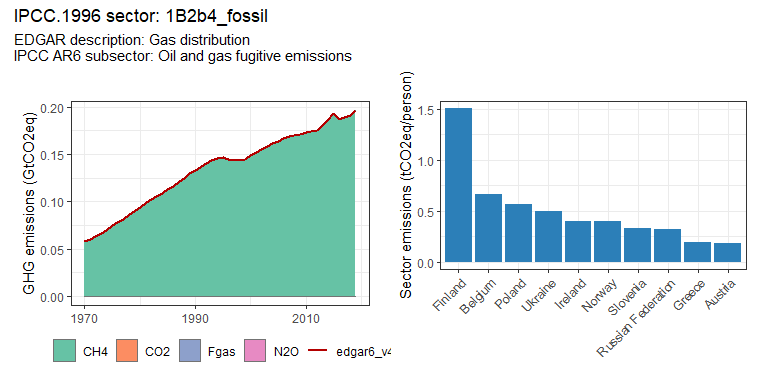 IPCC.1996 sector: 1B2b4_fossil
EDGAR description: Gas distribution
IPCC AR6 subsector: Oil and gas fugitive emissions
GHG emissions (GtCO2eq)
0.20
0.15
0.10
0.05
0.00
1970
1990
2010
CH4
CO2
Fgas
N2O
edgar6_v4
Sector emissions (tCO2eq/person)
1.5
1.0
0.5
0.0
Finland
Belgium
Poland
Ukraine
Ireland
Norway
Slovenia
Russian Federation
Greece
Austria